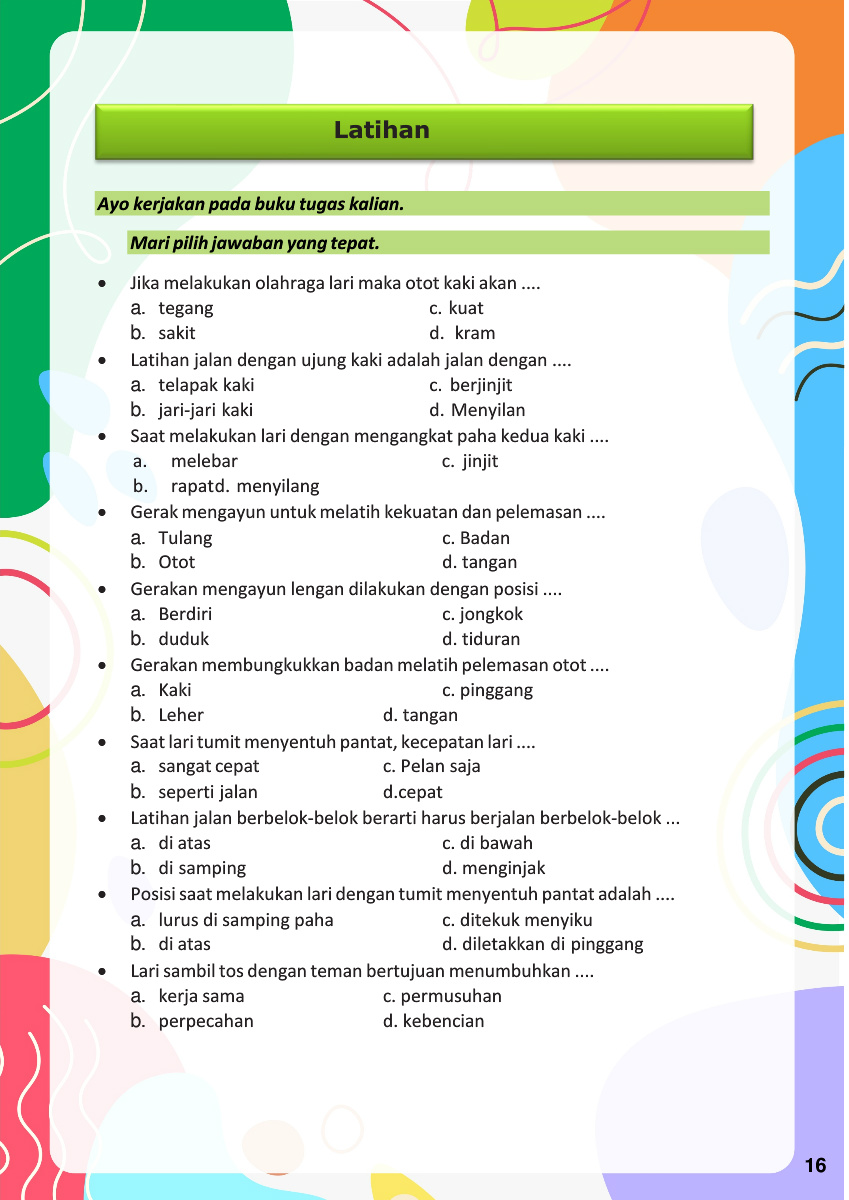 Latihan
Ayo kerjakan pada buku tugas kalian.
Mari pilih jawaban yang tepat.
• Jika melakukan olahraga lari maka otot kaki akan ....
a. tegang c. kuat
b. sakit d. kram
• Latihan jalan dengan ujung kaki adalah jalan dengan ....
a. telapak kaki c. berjinjit
b. jari-jari kaki d. Menyilan
• Saat melakukan lari dengan mengangkat paha kedua kaki ....
a. melebar c. jinjit
b. rapatd. menyilang
• Gerak mengayun untuk melatih kekuatan dan pelemasan ....
a. Tulang c. Badan
b. Otot d. tangan
• Gerakan mengayun lengan dilakukan dengan posisi ....
a. Berdiri c. jongkok
b. duduk d. tiduran
• Gerakan membungkukkan badan melatih pelemasan otot ....
a. Kaki c. pinggang
b. Leher d. tangan
• Saat lari tumit menyentuh pantat, kecepatan lari ....
a. sangat cepat c. Pelan saja
b. seperti jalan d.cepat
• Latihan jalan berbelok-belok berarti harus berjalan berbelok-belok ...
a. di atas c. di bawah
b. di samping d. menginjak
• Posisi saat melakukan lari dengan tumit menyentuh pantat adalah ....
a. lurus di samping paha c. ditekuk menyiku
b. di atas d. diletakkan di pinggang
• Lari sambil tos dengan teman bertujuan menumbuhkan ....
a. kerja sama c. permusuhan
b. perpecahan d. kebencian
16